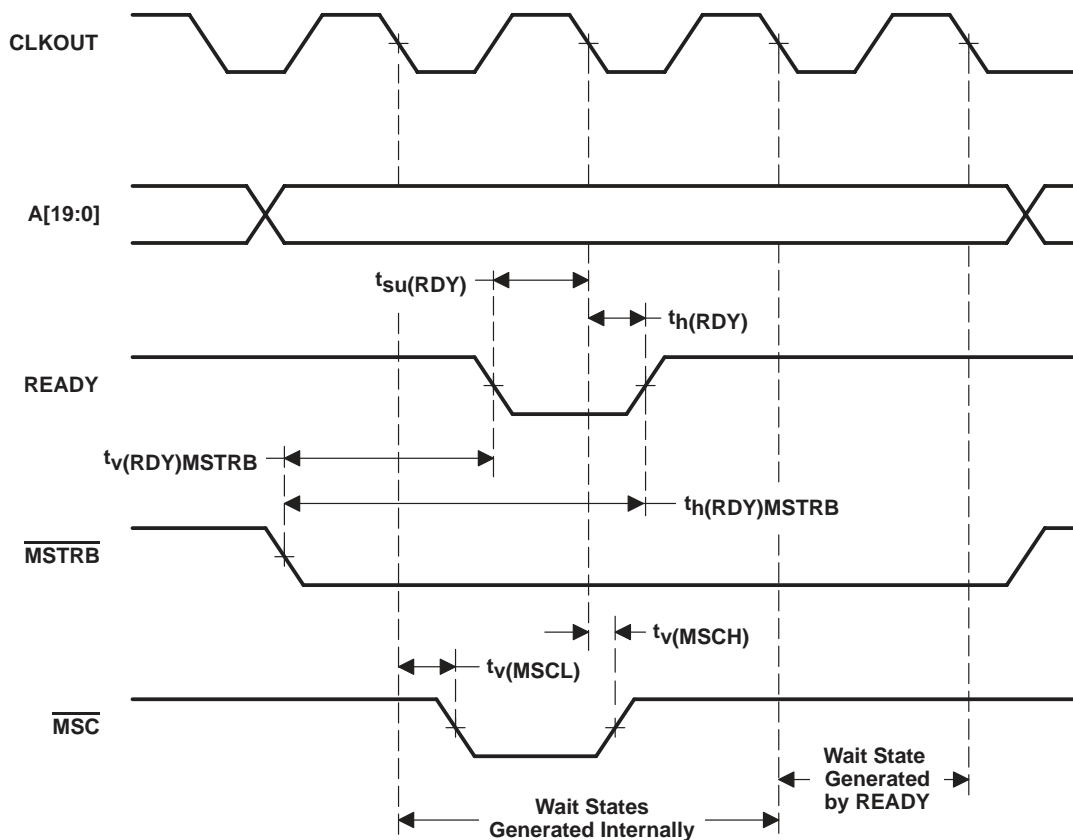 CLKOUT
A[19:0]
tsu(RDY)
th(RDY)
READY
tv(RDY)MSTRB
th(RDY)MSTRB
MSTRB
tv(MSCH)
tv(MSCL)
MSC
Wait State
Generated
by READY
Wait States
Generated Internally